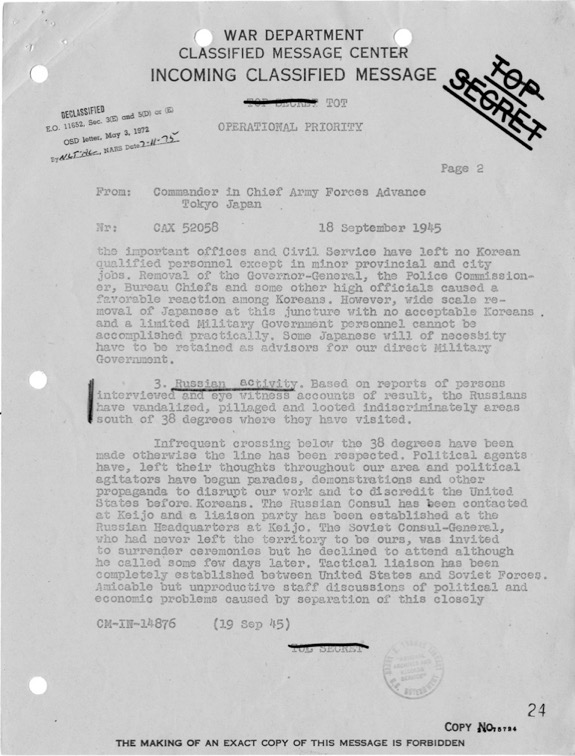 WAR DEPARTMENT
CLASSIFIED MESSAGE CENTER
INCOMING CLASSIFIED MESSAGE
TOP SECRET TOT
OPERATIONAL PRIORITY
TOP
SECRET
DECLASSIFIED
E.O. 11652, Sec. 3(E) and 5(D) or (E)
OSD letter, May 3, 1972
By NARS Date 7-11-75
Page 2
From: Commander in Chief Army Forces Advance
Tokyo Japan
Nr: CAX 52058 18 September 1945
the important offices and Civil Service have left no Korean
qualified personnel except in minor provincial and city
jobs. Removal of the Governor-General, the Police Commission-
er, Bureau Chiefs and some other high officials caused a
favorable reaction among Koreans. However, wide scale re-
moval of Japanese at this juncture with no acceptable Koreans
and a limited Military Government personnel cannot be
accomplished practically. Some Japanese will of necessity
have to be retained as advisors for our direct Military
Government.
3. Russian activity. Based on reports of persons
interviewed and eye witness accounts of result, the Russians
have vandalized, pillaged and looted indiscriminately areas
south of 38 degrees where they have visited.
Infrequent crossing below the 38 degrees have been
made otherwise the line has been respected. Political agents
have, left their thoughts throughout our area and political
agitators have begun parades, demonstrations and other
propaganda to disrupt our work and to discredit the United
States before Koreans. The Russian Consul has been contacted
at Keijo and a liaison party has been established at the
Russian Headquarters at Keijo. The Soviet Consul-General,
who had never left the territory to be ours, was invited
to surrender ceremonies but he declined to attend although
he called some few days later. Tactical liaison has been
completely established between United States and Soviet Forces.
Amicable but unproductive staff discussions of political and
economic problems caused by separation of this closely
CM-IN-14876 (19 Sep 45)
TOP SECRET
24
COPY No.
THE MAKING OF AN EXACT COPY OF THIS MESSAGE IS FORBIDDEN